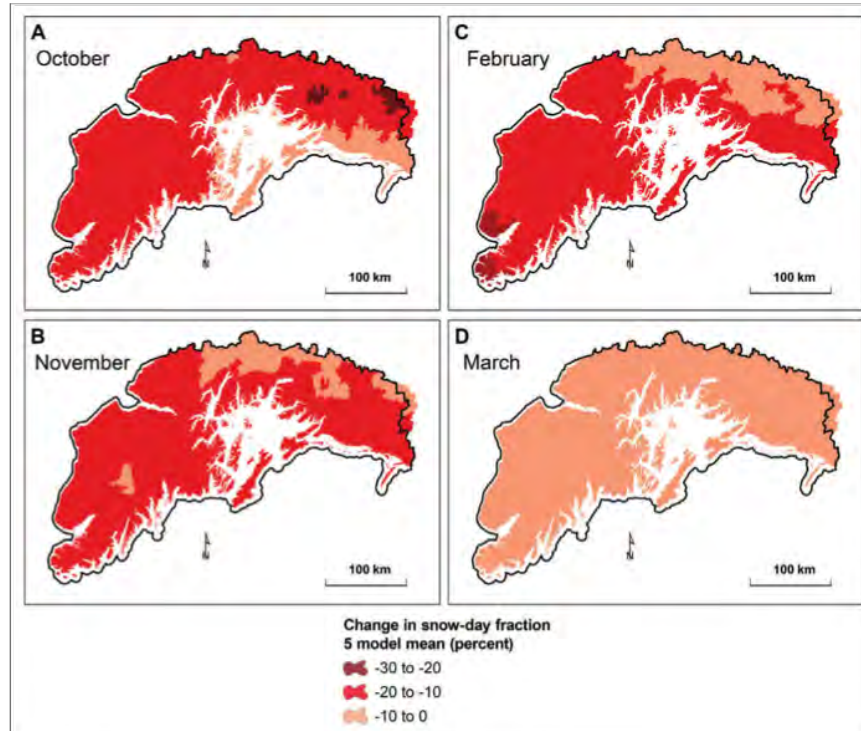 A
October
N
100 km
B
November
N
100 km
C
February
N
100 km
D
March
N
100 km
Change in snow-day fraction
5 model mean (percent)
-30 to -20
-20 to -10
-10 to 0